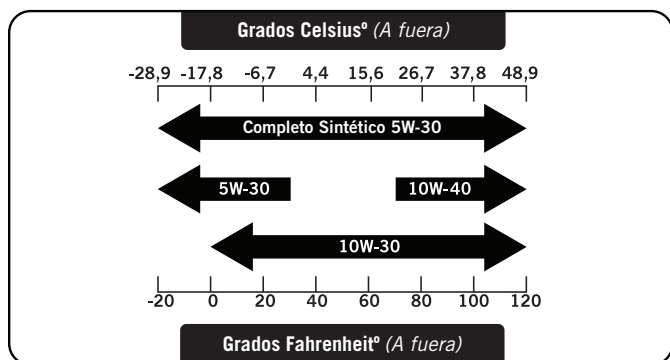 Grados Celsiusº (A fuera)
-28,9 -17,8 -6,7 4,4 15,6 26,7 37,8 48,9
Completo Sintético 5W-30
5W-30 10W-40
10W-30
-20 0 20 40 60 80 100 120
Grados Fahrenheitº (A fuera)